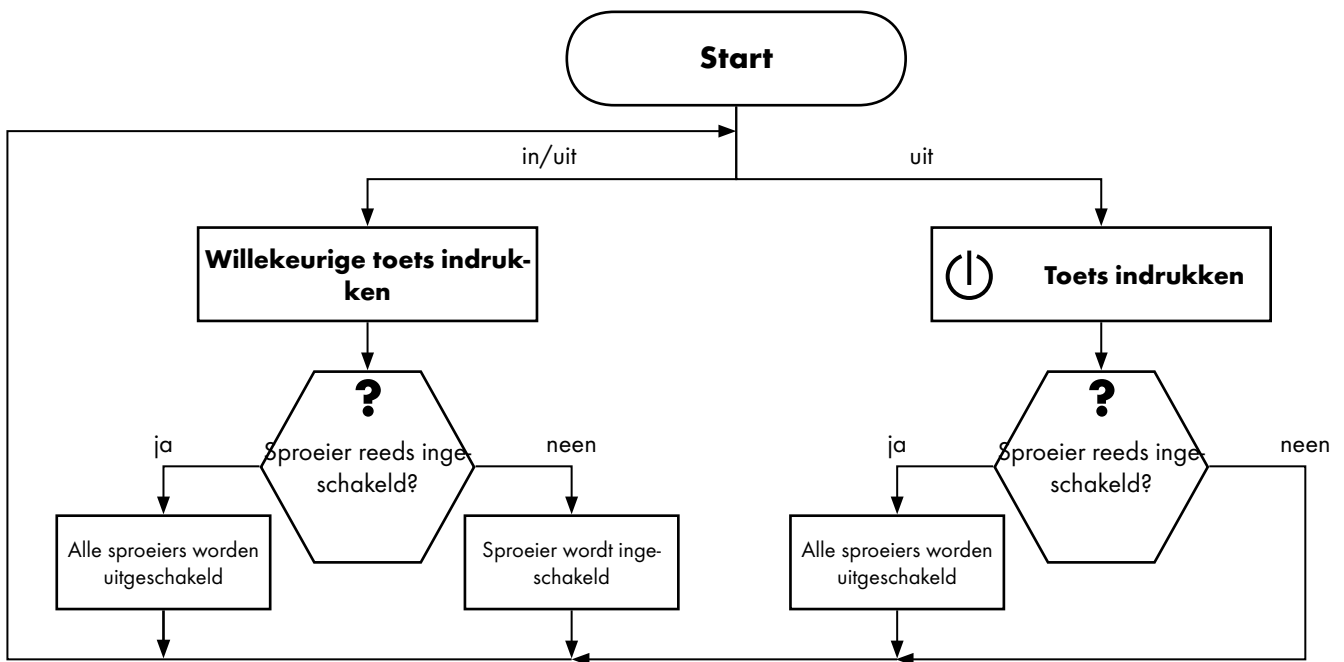 Start
in/uit
uit
Willekeurige toets indruk-
ken
Toets indrukken
?
Sproeier reeds inge-
schakeld?
ja
neen
?
Sproeier reeds inge-
schakeld?
ja
neen
Alle sproeiers worden
uitgeschakeld
Sproeier wordt inge-
schakeld
Alle sproeiers worden
uitgeschakeld